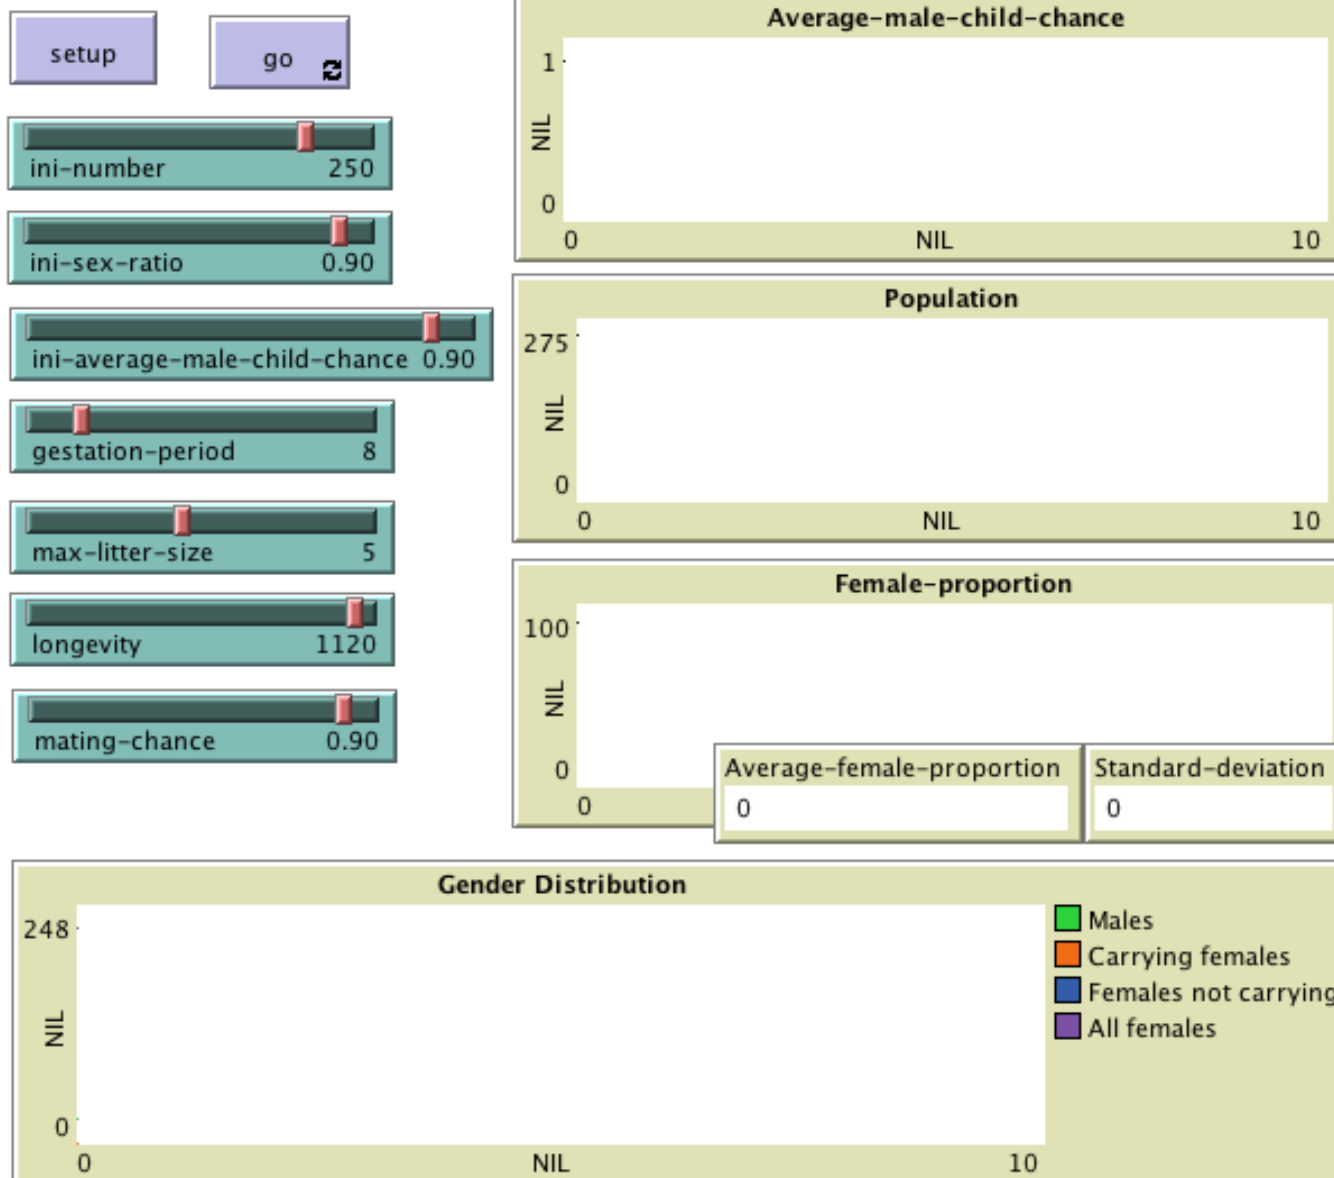 setup
go
ini-number 250
ini-sex-ratio 0.90
ini-average-male-child-chance 0.90
gestation-period 8
max-litter-size 5
longevity 1120
mating-chance 0.90
Average-male-child-chance
1
NIL
0
0 NIL 10
Population
275
NIL
0
0 NIL 10
Female-proportion
100
NIL
0
0
Average-female-proportion
0
Standard-deviation
0
Gender Distribution
248
NIL
0
0 NIL 10
Males
Carrying females
Females not carrying
All females